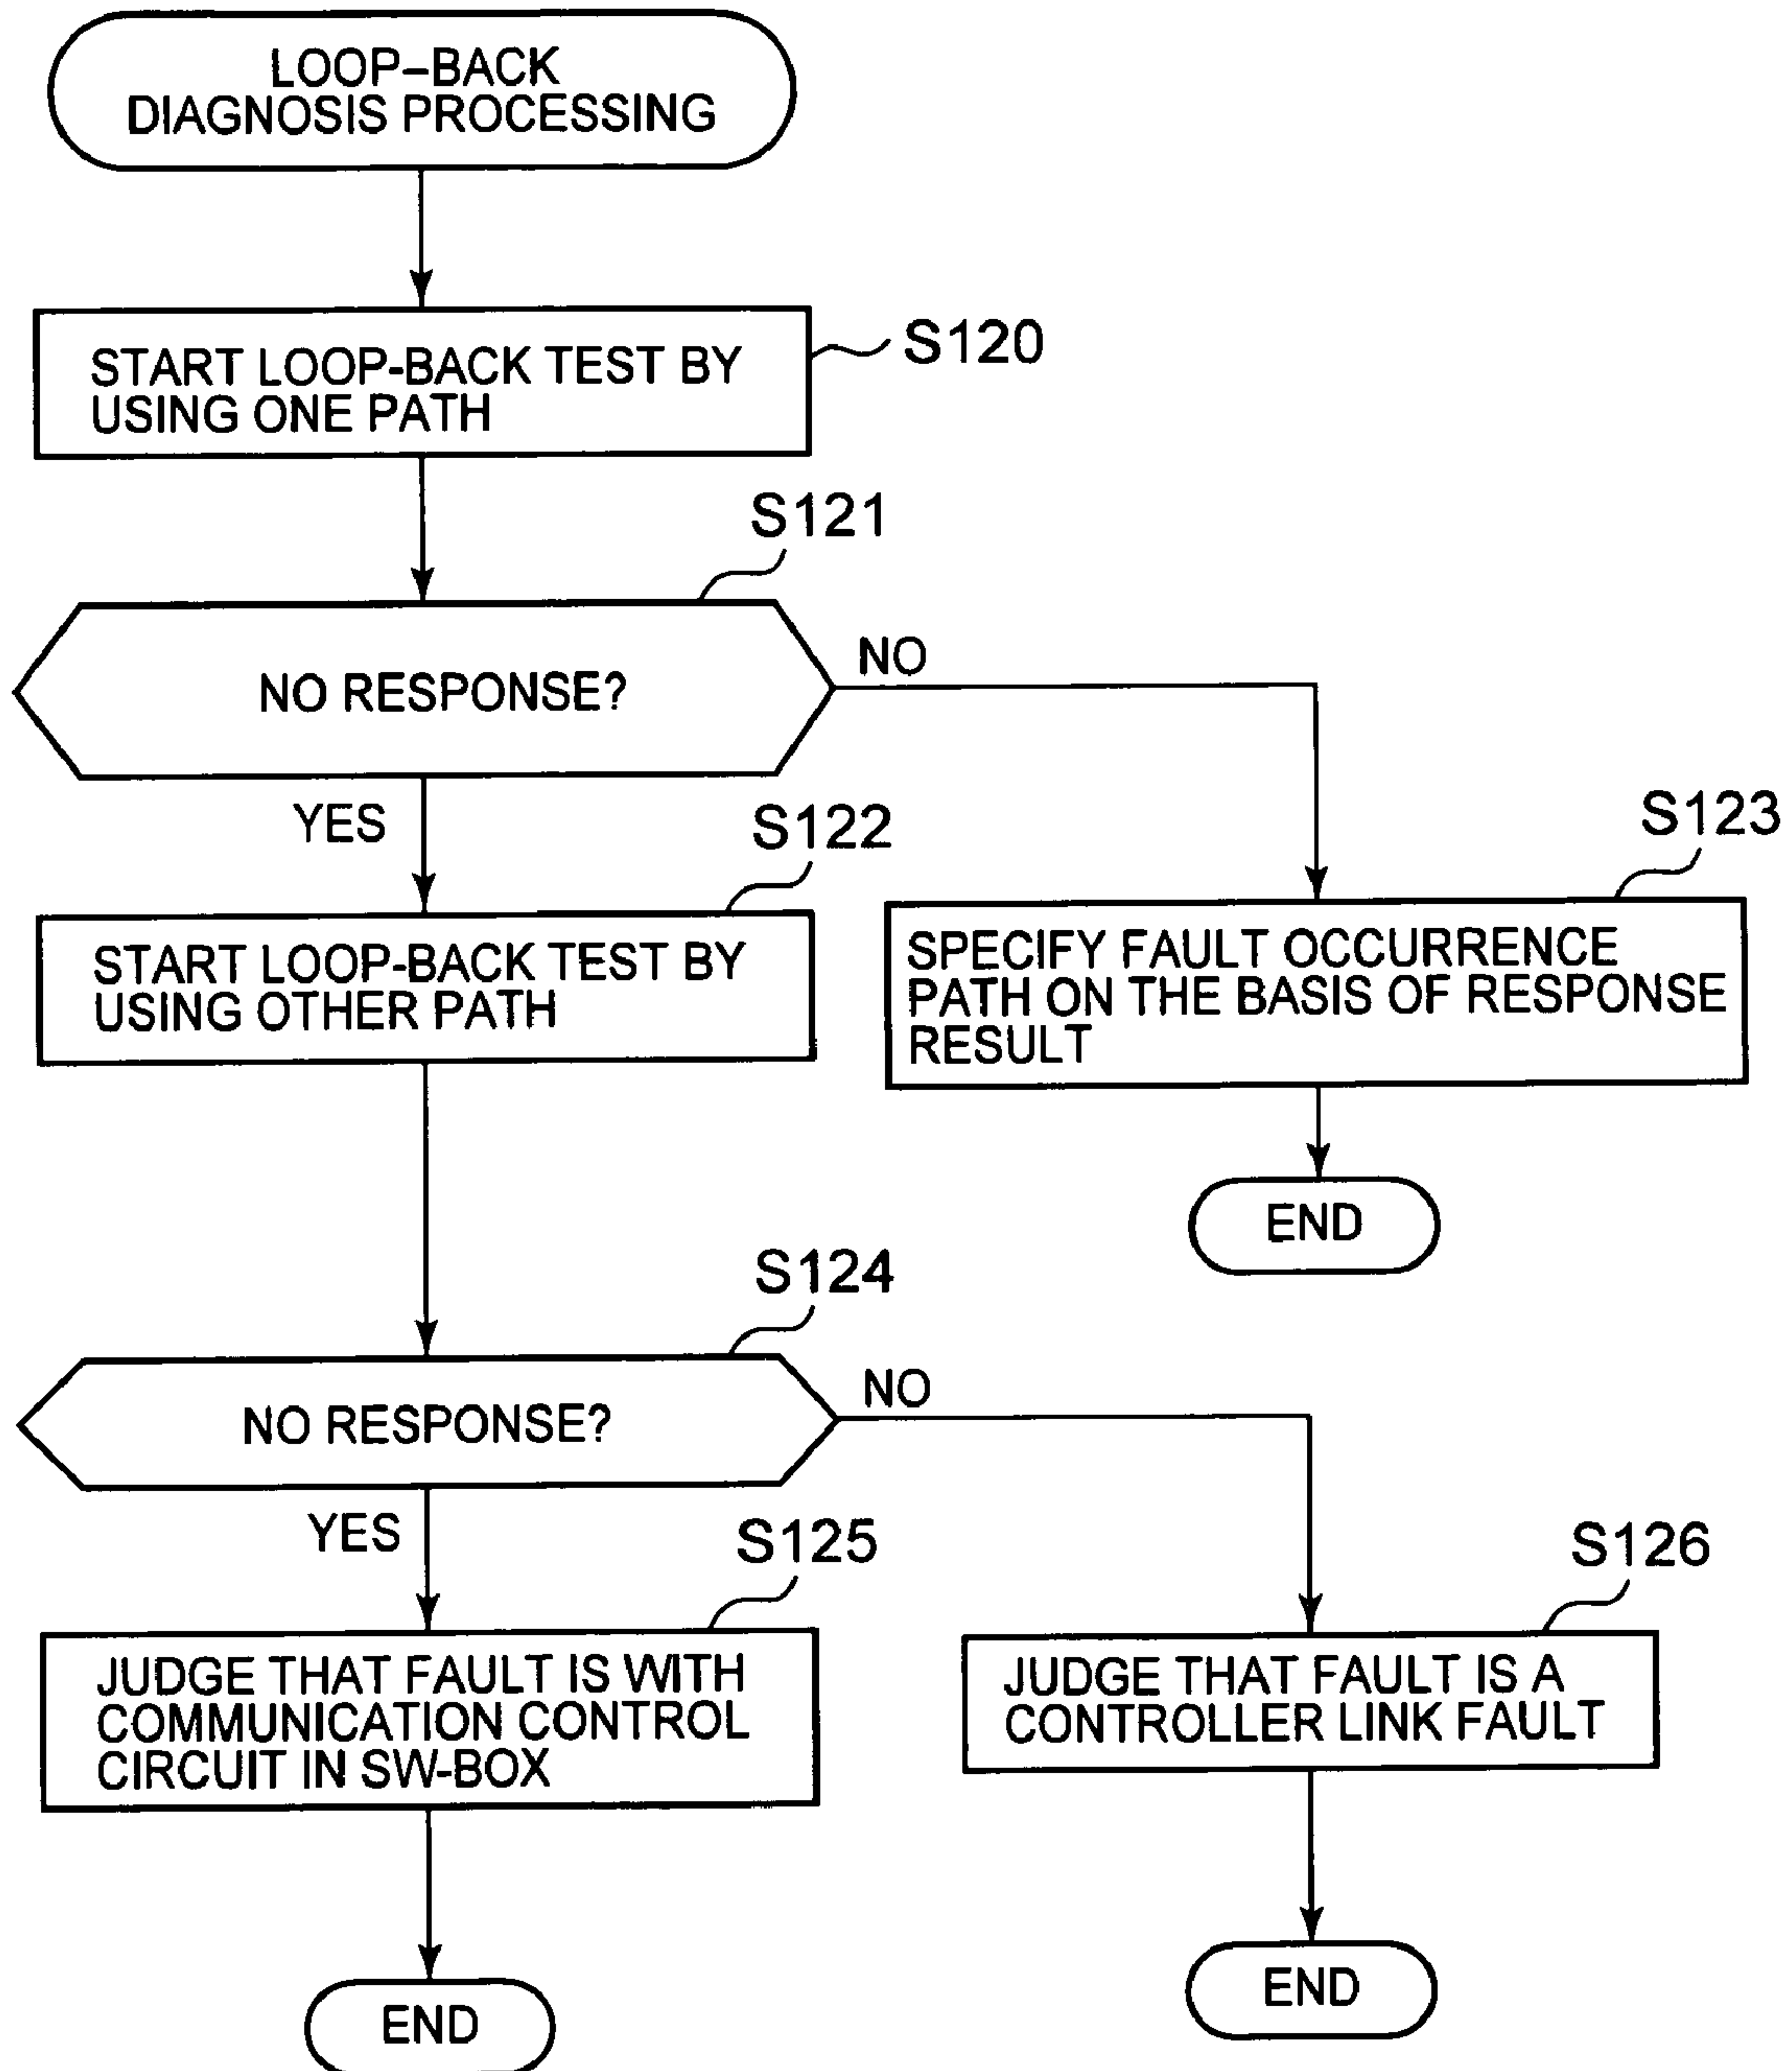 LOOP-BACK
DIAGNOSIS PROCESSING
START LOOP-BACK TEST BY
USING ONE PATH
S120
S121
NO RESPONSE?
NO
YES
S122
START LOOP-BACK TEST BY
USING OTHER PATH
S123
SPECIFY FAULT OCCURRENCE
PATH ON THE BASIS OF RESPONSE
RESULT
END
S124
NO RESPONSE?
NO
YES
S125
JUDGE THAT FAULT IS WITH
COMMUNICATION CONTROL
CIRCUIT IN SW-BOX
END
S126
JUDGE THAT FAULT IS A
CONTROLLER LINK FAULT
END